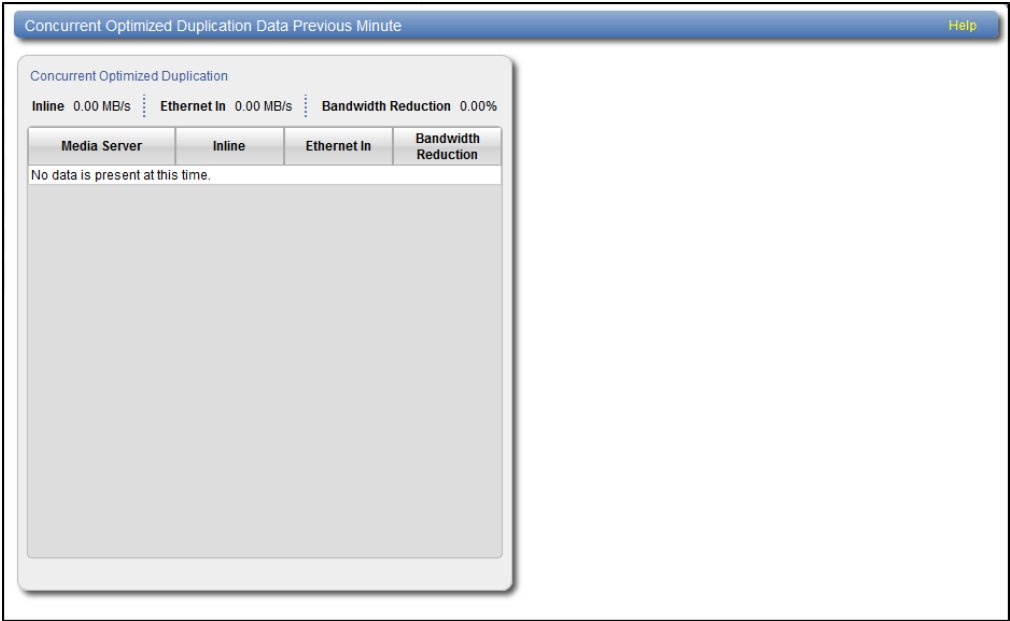 Concurrent Optimized Duplication Data Previous Minute Help
Concurrent Optimized Duplication
Inline 0.00 MB/s Ethernet In 0.00 MB/s Bandwidth Reduction 0.00%
Media Server Inline Ethernet In Bandwidth Reduction
No data is present at this time.